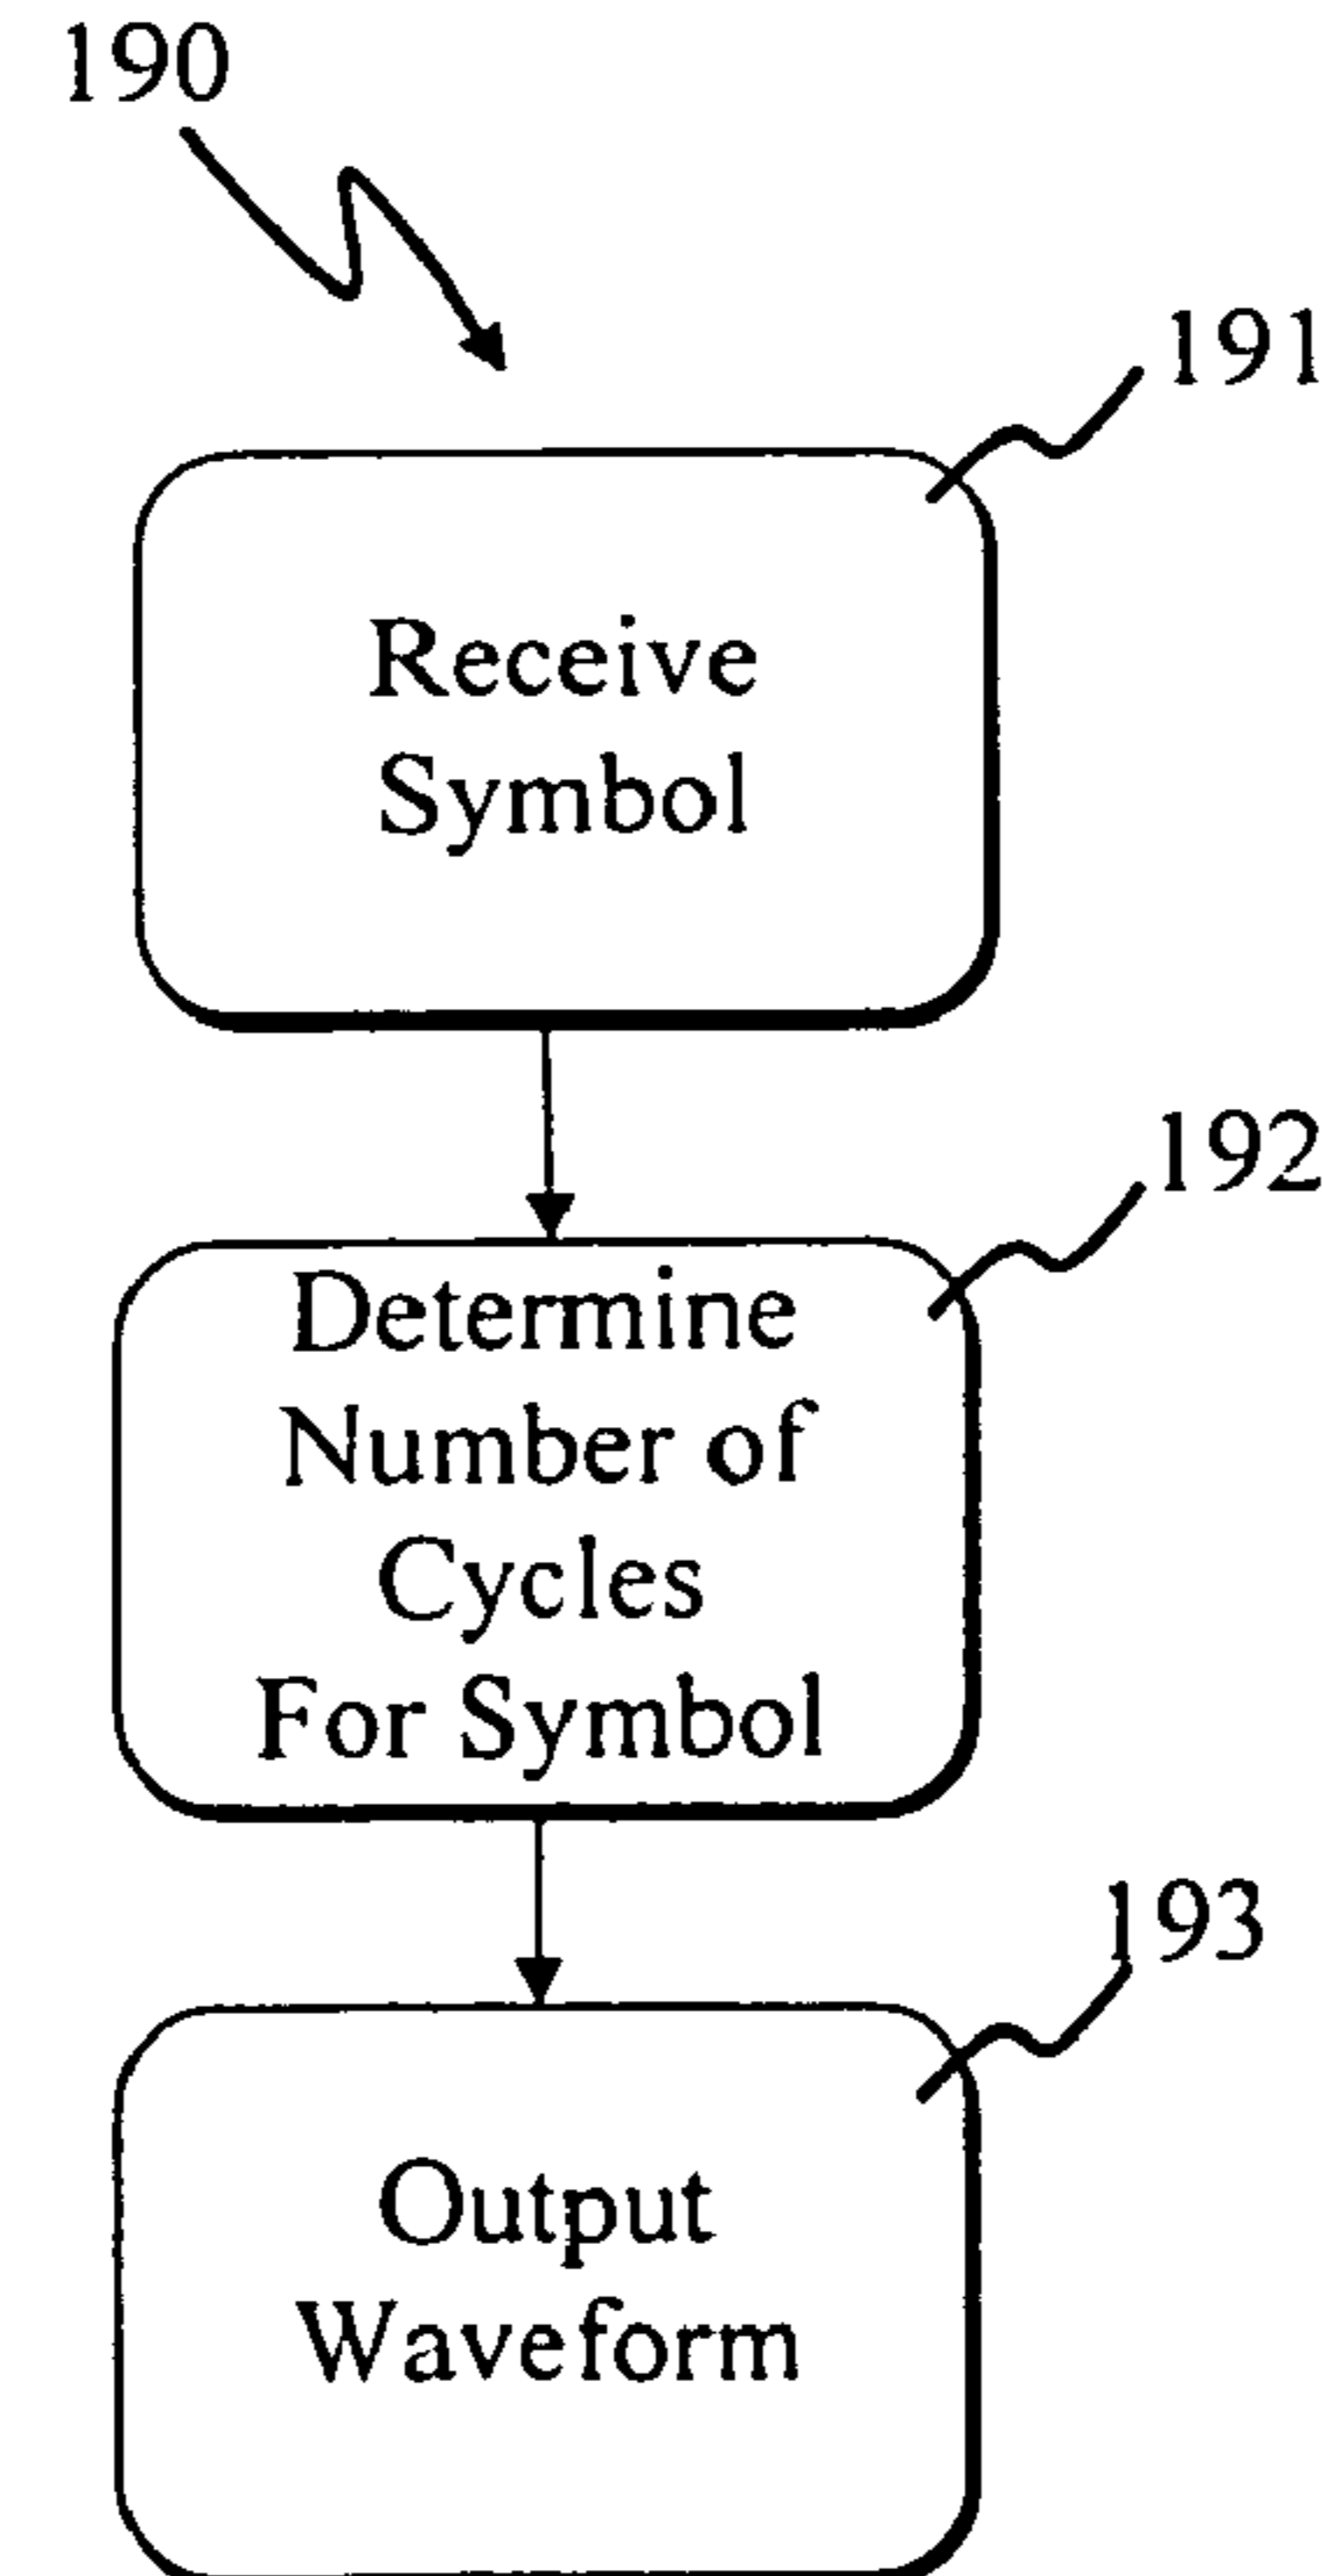 190
191
Receive
Symbol
192
Determine
Number of
Cycles
For Symbol
193
Output
Waveform